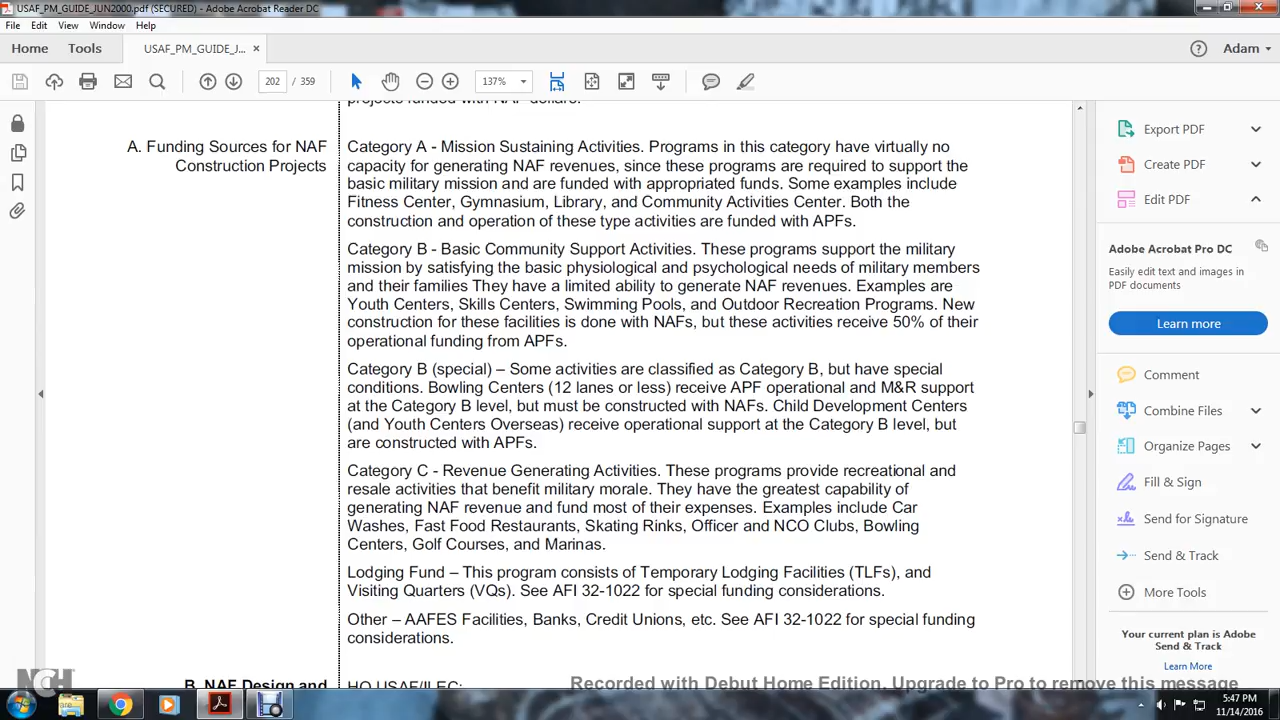 USAF_PM_GUIDE_JUN2000.pdf (SECURED) - Adobe Acrobat Reader DC
File Edit View Window Help
Home Tools USAF_PM_GUIDE_J... × Adam
202 / 359 137%
projects funded with NAF dollars.
A. Funding Sources for NAF
Construction Projects
Category A - Mission Sustaining Activities. Programs in this category have virtually no
capacity for generating NAF revenues, since these programs are required to support the
basic military mission and are funded with appropriated funds. Some examples include
Fitness Center, Gymnasium, Library, and Community Activities Center. Both the
construction and operation of these type activities are funded with APFs.
Category B - Basic Community Support Activities. These programs support the military
mission by satisfying the basic physiological and psychological needs of military members
and their families They have a limited ability to generate NAF revenues. Examples are
Youth Centers, Skills Centers, Swimming Pools, and Outdoor Recreation Programs. New
construction for these facilities is done with NAFs, but these activities receive 50% of their
operational funding from APFs.
Category B (special) – Some activities are classified as Category B, but have special
conditions. Bowling Centers (12 lanes or less) receive APF operational and M&R support
at the Category B level, but must be constructed with NAFs. Child Development Centers
(and Youth Centers Overseas) receive operational support at the Category B level, but
are constructed with APFs.
Category C - Revenue Generating Activities. These programs provide recreational and
resale activities that benefit military morale. They have the greatest capability of
generating NAF revenue and fund most of their expenses. Examples include Car
Washes, Fast Food Restaurants, Skating Rinks, Officer and NCO Clubs, Bowling
Centers, Golf Courses, and Marinas.
Lodging Fund – This program consists of Temporary Lodging Facilities (TLFs), and
Visiting Quarters (VQs). See AFI 32-1022 for special funding considerations.
Other – AAFES Facilities, Banks, Credit Unions, etc. See AFI 32-1022 for special funding
considerations.
B. NAF Design and
HQ USAF/ILEC:
Export PDF
Create PDF
Edit PDF
Adobe Acrobat Pro DC
Easily edit text and images in
PDF documents
Learn more
Comment
Combine Files
Organize Pages
Fill & Sign
Send for Signature
Send & Track
More Tools
Your current plan is Adobe
Send & Track
Learn More
NCH
Recorded with Debut Home Edition. Upgrade to Pro to remove this message
5:47 PM
11/14/2016